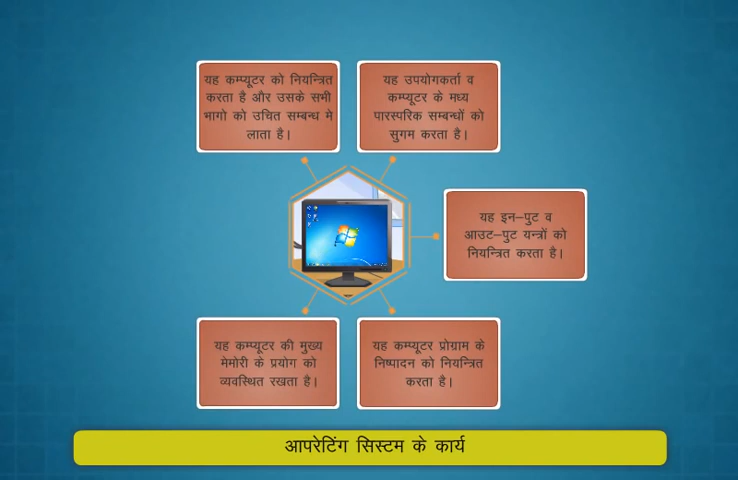 यह कम्प्यूटर को नियन्त्रित
करता है और उसके सभी
भागो को उचित सम्बन्ध मे
लाता है।
यह उपयोगकर्ता व
कम्प्यूटर के मध्य
पारस्परिक सम्बन्धों को
सुगम करता है।
यह इन–पुट व
आउट–पुट यन्त्रों को
नियन्त्रित करता है।
यह कम्प्यूटर की मुख्य
मेमोरी के प्रयोग को
व्यवस्थित रखता है।
यह कम्प्यूटर प्रोग्राम के
निष्पादन को नियन्त्रित
करता है।
आपरेटिंग सिस्टम के कार्य